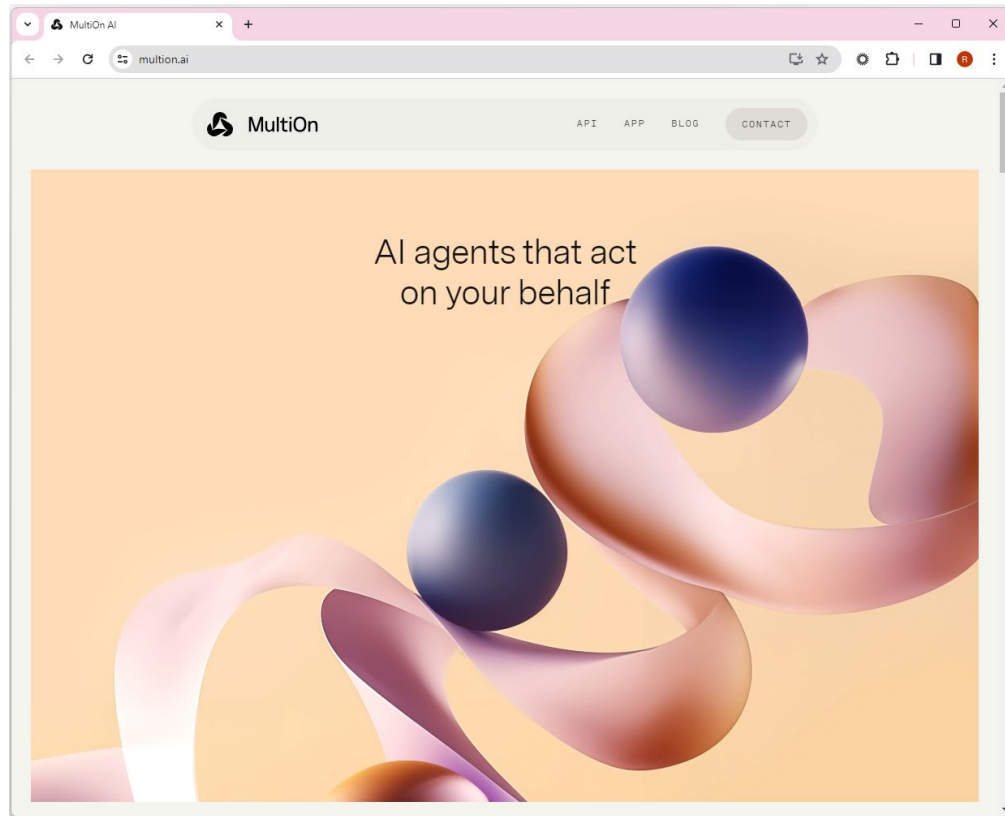 MultiOn AI
multion.ai
R
MultiOn
API APP BLOG CONTACT
AI agents that act
on your behalf